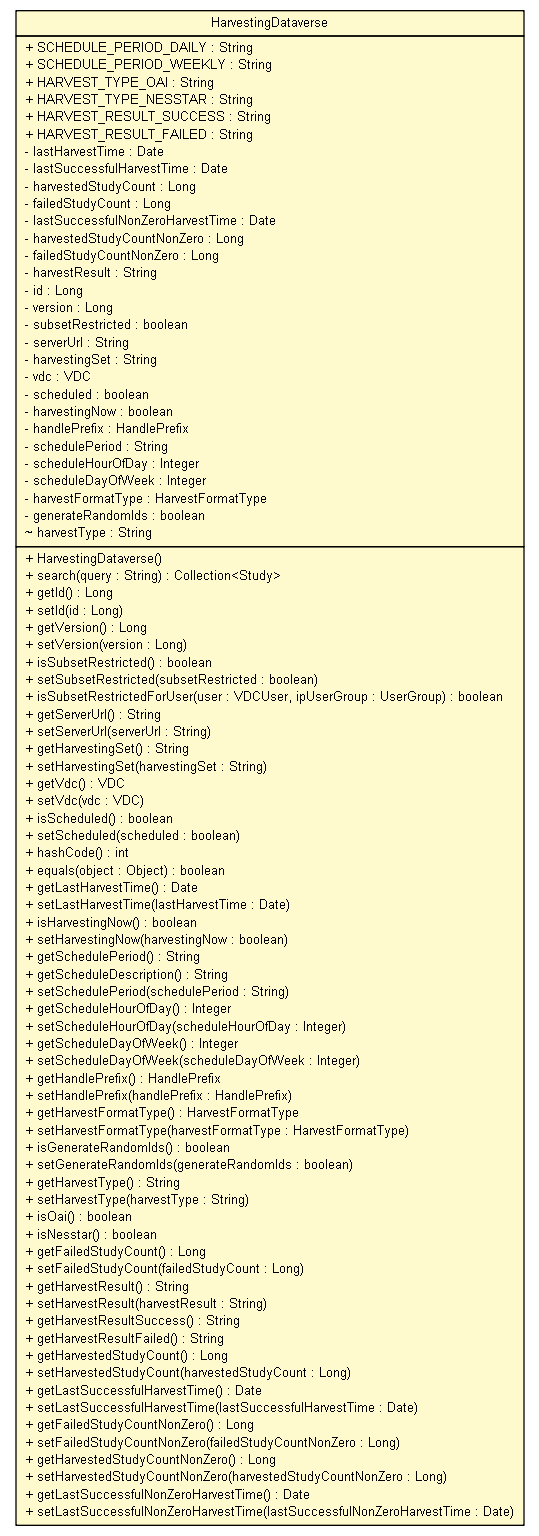 HarvestingDataverse
+ SCHEDULE_PERIOD_DAILY : String
+ SCHEDULE_PERIOD_WEEKLY : String
+ HARVEST_TYPE_OAI : String
+ HARVEST_TYPE_NESSTAR : String
+ HARVEST_RESULT_SUCCESS : String
+ HARVEST_RESULT_FAILED : String
- lastHarvestTime : Date
- lastSuccessfulHarvestTime : Date
- harvestedStudyCount : Long
- failedStudyCount : Long
- lastSuccessfulNonZeroHarvestTime : Date
- harvestedStudyCountNonZero : Long
- failedStudyCountNonZero : Long
- harvestResult : String
- id : Long
- version : Long
- subsetRestricted : boolean
- serverUrl : String
- harvestingSet : String
- vdc : VDC
- scheduled : boolean
- harvestingNow : boolean
- handlePrefix : HandlePrefix
- schedulePeriod : String
- scheduleHourOfDay : Integer
- scheduleDayOfWeek : Integer
- harvestFormatType : HarvestFormatType
- generateRandomIds : boolean
~ harvestType : String
+ HarvestingDataverse()
+ search(query : String) : Collection<Study>
+ getId() : Long
+ setId(id : Long)
+ getVersion() : Long
+ setVersion(version : Long)
+ isSubsetRestricted() : boolean
+ setSubsetRestricted(subsetRestricted : boolean)
+ isSubsetRestrictedForUser(user : VDCUser, ipUserGroup : UserGroup) : boolean
+ getServerUrl() : String
+ setServerUrl(serverUrl : String)
+ getHarvestingSet() : String
+ setHarvestingSet(harvestingSet : String)
+ getVdc() : VDC
+ setVdc(vdc : VDC)
+ isScheduled() : boolean
+ setScheduled(scheduled : boolean)
+ hashCode() : int
+ equals(object : Object) : boolean
+ getLastHarvestTime() : Date
+ setLastHarvestTime(lastHarvestTime : Date)
+ isHarvestingNow() : boolean
+ setHarvestingNow(harvestingNow : boolean)
+ getSchedulePeriod() : String
+ getScheduleDescription() : String
+ setSchedulePeriod(schedulePeriod : String)
+ getScheduleHourOfDay() : Integer
+ setScheduleHourOfDay(scheduleHourOfDay : Integer)
+ getScheduleDayOfWeek() : Integer
+ setScheduleDayOfWeek(scheduleDayOfWeek : Integer)
+ getHandlePrefix() : HandlePrefix
+ setHandlePrefix(handlePrefix : HandlePrefix)
+ getHarvestFormatType() : HarvestFormatType
+ setHarvestFormatType(harvestFormatType : HarvestFormatType)
+ isGenerateRandomIds() : boolean
+ setGenerateRandomIds(generateRandomIds : boolean)
+ getHarvestType() : String
+ setHarvestType(harvestType : String)
+ isOai() : boolean
+ isNesstar() : boolean
+ getFailedStudyCount() : Long
+ setFailedStudyCount(failedStudyCount : Long)
+ getHarvestResult() : String
+ setHarvestResult(harvestResult : String)
+ getHarvestResultSuccess() : String
+ getHarvestResultFailed() : String
+ getHarvestedStudyCount() : Long
+ setHarvestedStudyCount(harvestedStudyCount : Long)
+ getLastSuccessfulHarvestTime() : Date
+ setLastSuccessfulHarvestTime(lastSuccessfulHarvestTime : Date)
+ getFailedStudyCountNonZero() : Long
+ setFailedStudyCountNonZero(failedStudyCountNonZero : Long)
+ getHarvestedStudyCountNonZero() : Long
+ setHarvestedStudyCountNonZero(harvestedStudyCountNonZero : Long)
+ getLastSuccessfulNonZeroHarvestTime() : Date
+ setLastSuccessfulNonZeroHarvestTime(lastSuccessfulNonZeroHarvestTime : Date)